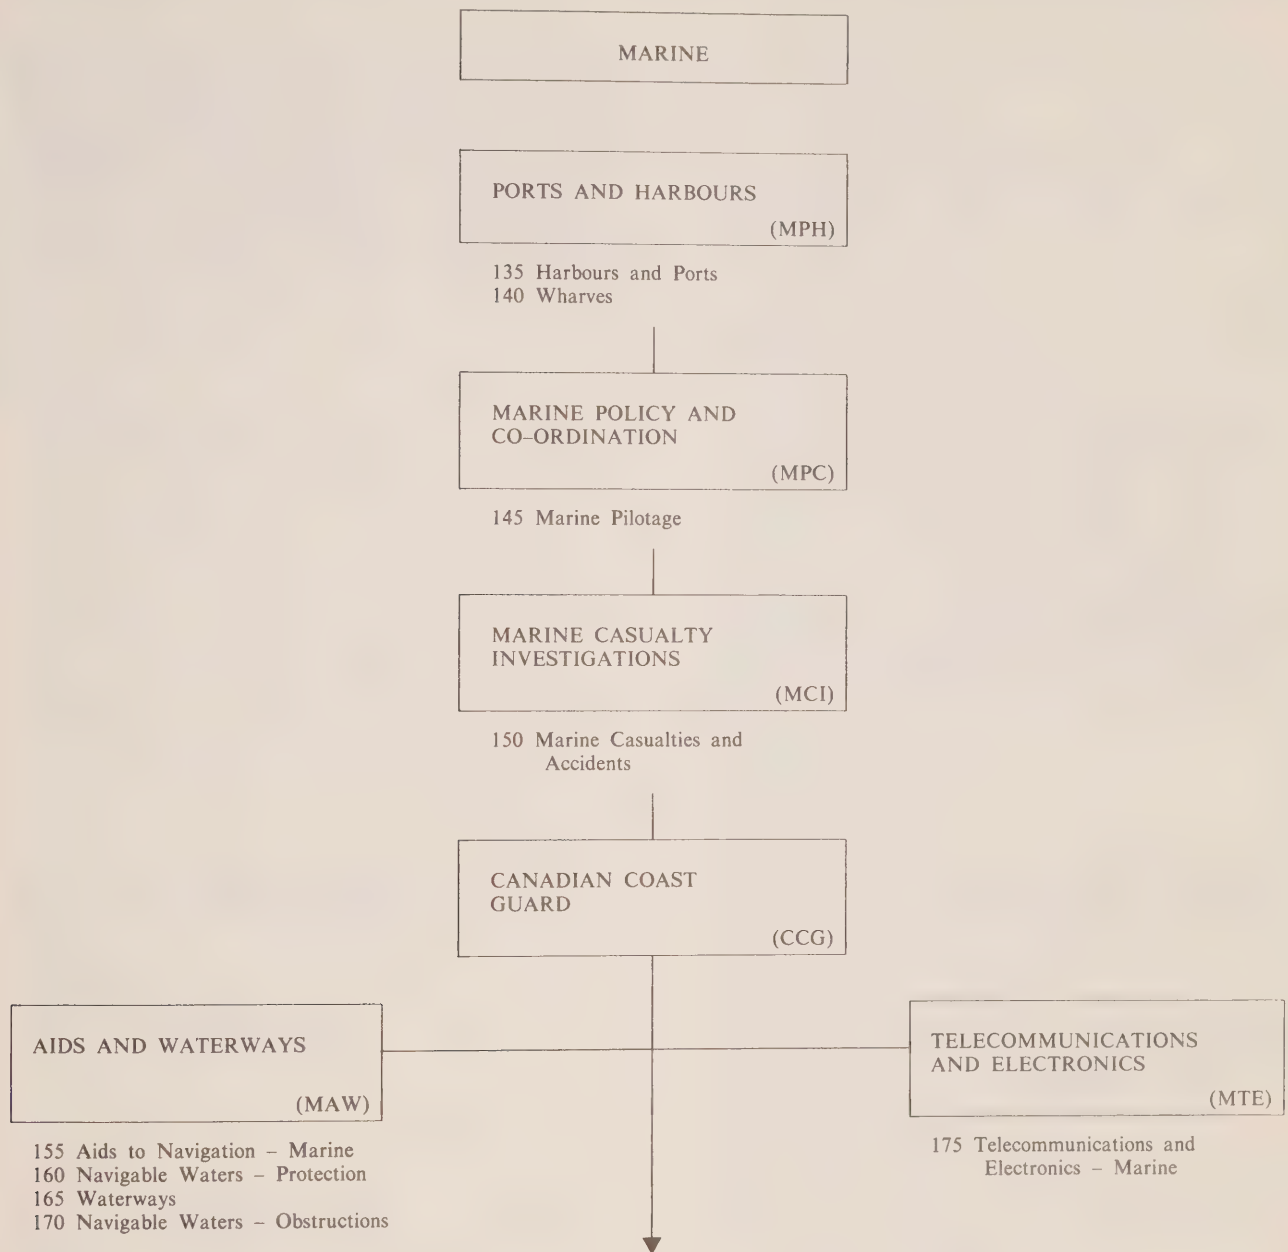 MARINE
PORTS AND HARBOURS
(MPH)
135 Harbours and Ports
140 Wharves
MARINE POLICY AND
CO–ORDINATION
(MPC)
145 Marine Pilotage
MARINE CASUALTY
INVESTIGATIONS
(MCI)
150 Marine Casualties and
Accidents
CANADIAN COAST
GUARD
(CCG)
AIDS AND WATERWAYS
(MAW)
155 Aids to Navigation – Marine
160 Navigable Waters – Protection
165 Waterways
170 Navigable Waters – Obstructions
TELECOMMUNICATIONS
AND ELECTRONICS
(MTE)
175 Telecommunications and
Electronics – Marine